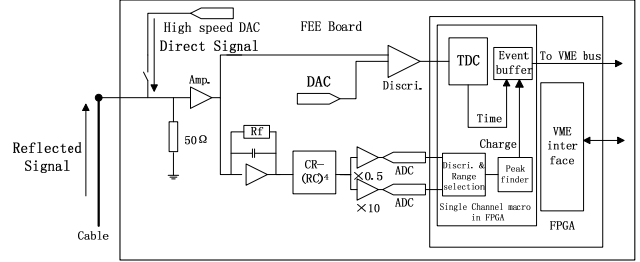 High speed DAC
FEE Board
Direct Signal
Amp.
DAC
Discri.
TDC
Event
buffer
To VME bus
Time
50Ω
Rf
Charge
Reflected
Signal
CR-
(RC)4
×0.5
ADC
×10
ADC
Discri. &
Range
selection
Peak
finder
VME
inter
face
Single Channel macro
in FPGA
FPGA
Cable